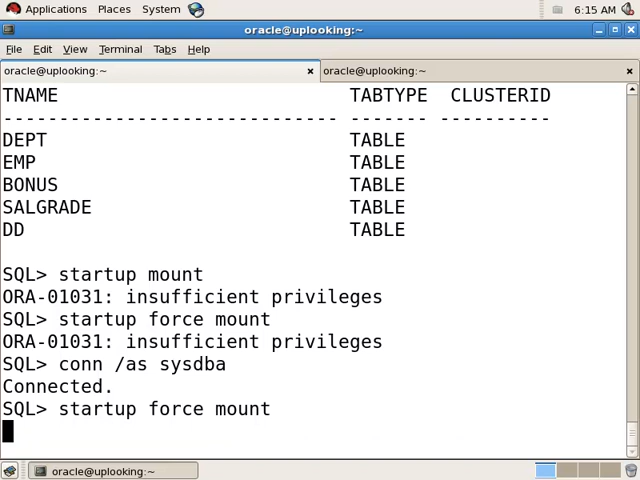 Applications Places System 6:15 AM
oracle@uplooking:~
File Edit View Terminal Tabs Help
oracle@uplooking:~ oracle@uplooking:~
TNAME TABTYPE CLUSTERID
------------------------------ ------- ----------
DEPT TABLE
EMP TABLE
BONUS TABLE
SALGRADE TABLE
DD TABLE
SQL> startup mount
ORA-01031: insufficient privileges
SQL> startup force mount
ORA-01031: insufficient privileges
SQL> conn /as sysdba
Connected.
SQL> startup force mount
oracle@uplooking:~